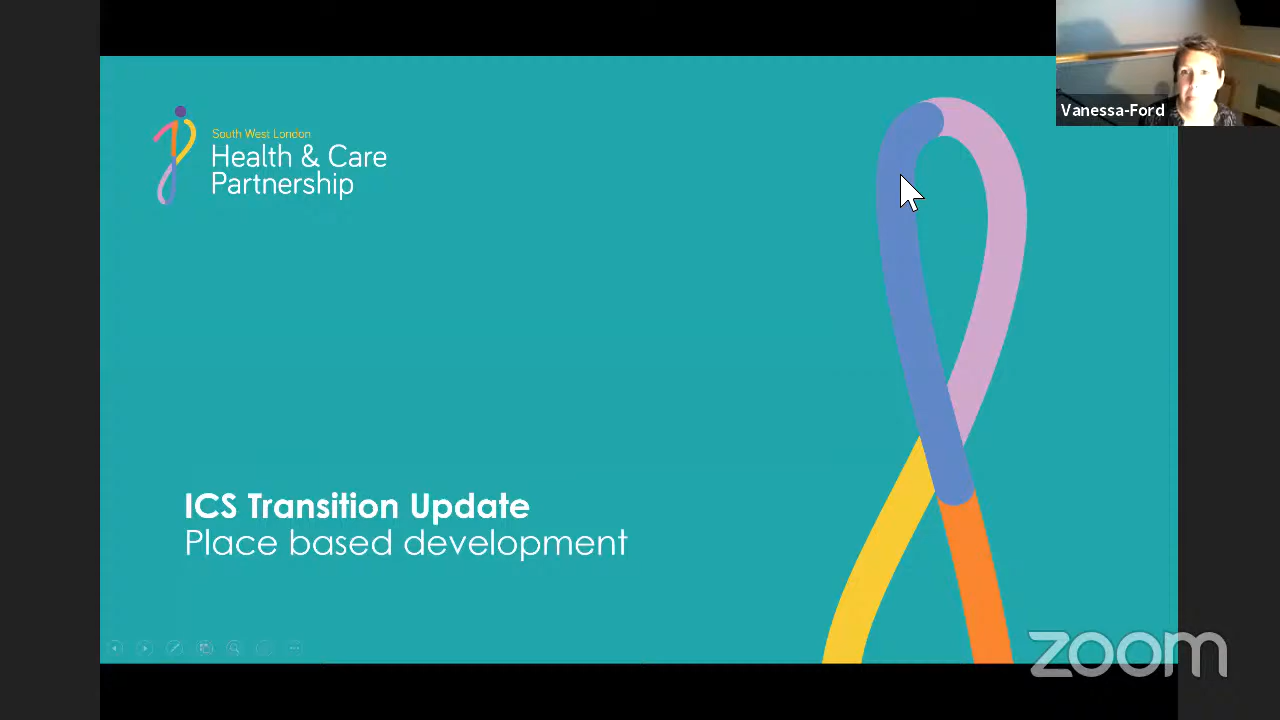 Vanessa-Ford
South West London
Health & Care
Partnership
ICS Transition Update
Place based development
zoom